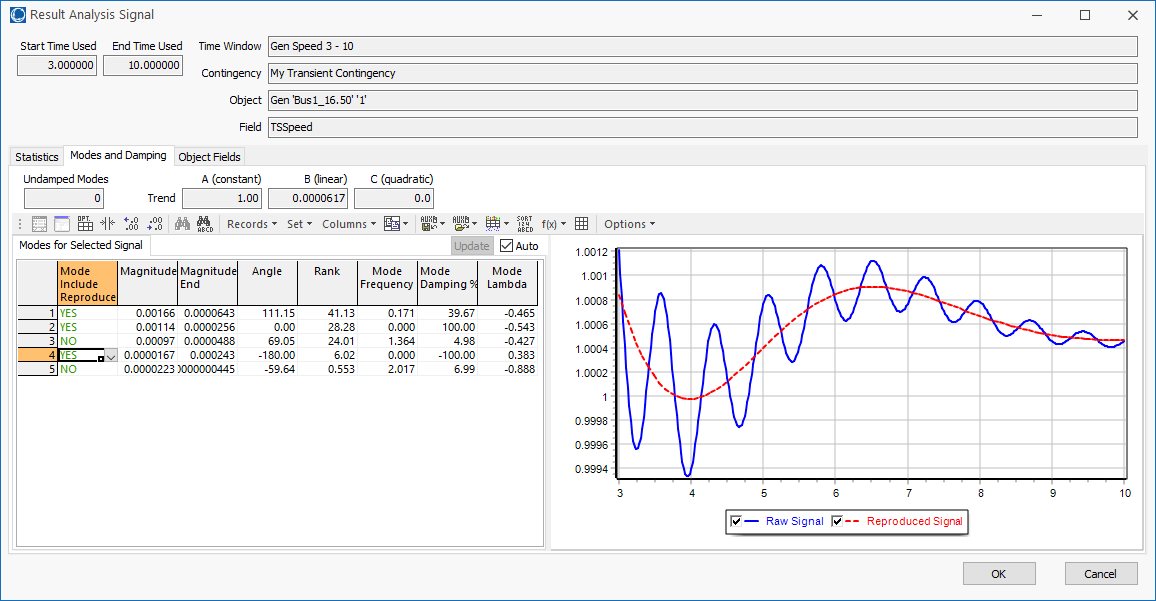 Result Analysis Signal
Start Time Used End Time Used Time Window Gen Speed 3 - 10
3.000000 10.000000
Contingency My Transient Contingency
Object Gen 'Bus1_16.50' '1'
Field TSSpeed
Statistics Modes and Damping Object Fields
Undamped Modes A (constant) B (linear) C (quadratic)
0 Trend 1.00 0.0000617 0.0
Records Set Columns f(x) Options
Modes for Selected Signal Update Auto
Mode Include Reproduce Magnitude Magnitude End Angle Rank Mode Frequency Mode Damping % Mode Lambda
1 YES 0.00166 0.0000643 111.15 41.13 0.171 39.67 -0.465
2 YES 0.00114 0.0000256 0.00 28.28 0.000 100.00 -0.543
3 NO 0.00097 0.0000488 69.05 24.01 1.364 4.98 -0.427
4 YES 0.0000167 0.000243 -180.00 6.02 0.000 -100.00 0.383
5 NO 0.0000223 0000000445 -59.64 0.553 2.017 6.99 -0.888
1.0012
1.001
1.0008
1.0006
1.0004
1.0002
1
0.9998
0.9996
0.9994
3 4 5 6 7 8 9 10
Raw Signal Reproduced Signal
OK Cancel